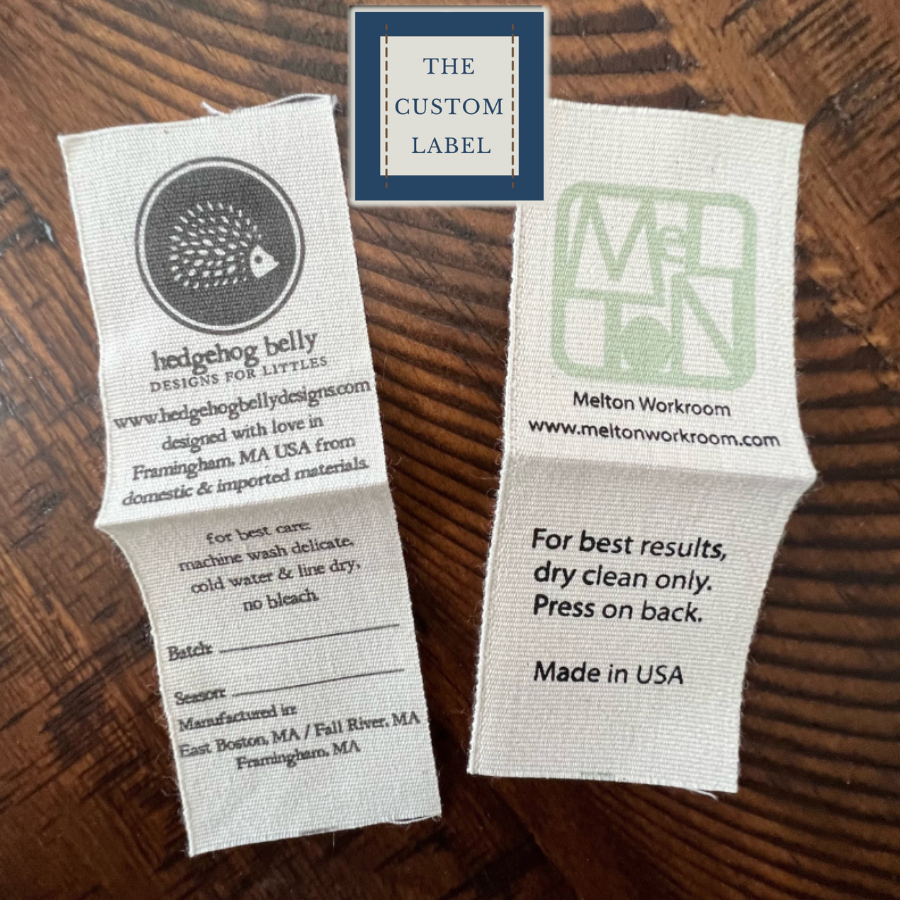 THE
CUSTOM
LABEL
hedgehog belly
DESIGNS FOR LITTLES
www.hedgehogbellydesigns.com
designed with love in
Framingham, MA USA from
domestic & imported materials.
for best care:
machine wash delicate,
cold water & line dry,
no bleach
Batch:
Season:
Manufactured in:
East Boston, MA / Fall River, MA
Framingham, MA
MelToN
Melton Workroom
www.meltonworkroom.com
For best results,
dry clean only.
Press on back.
Made in USA